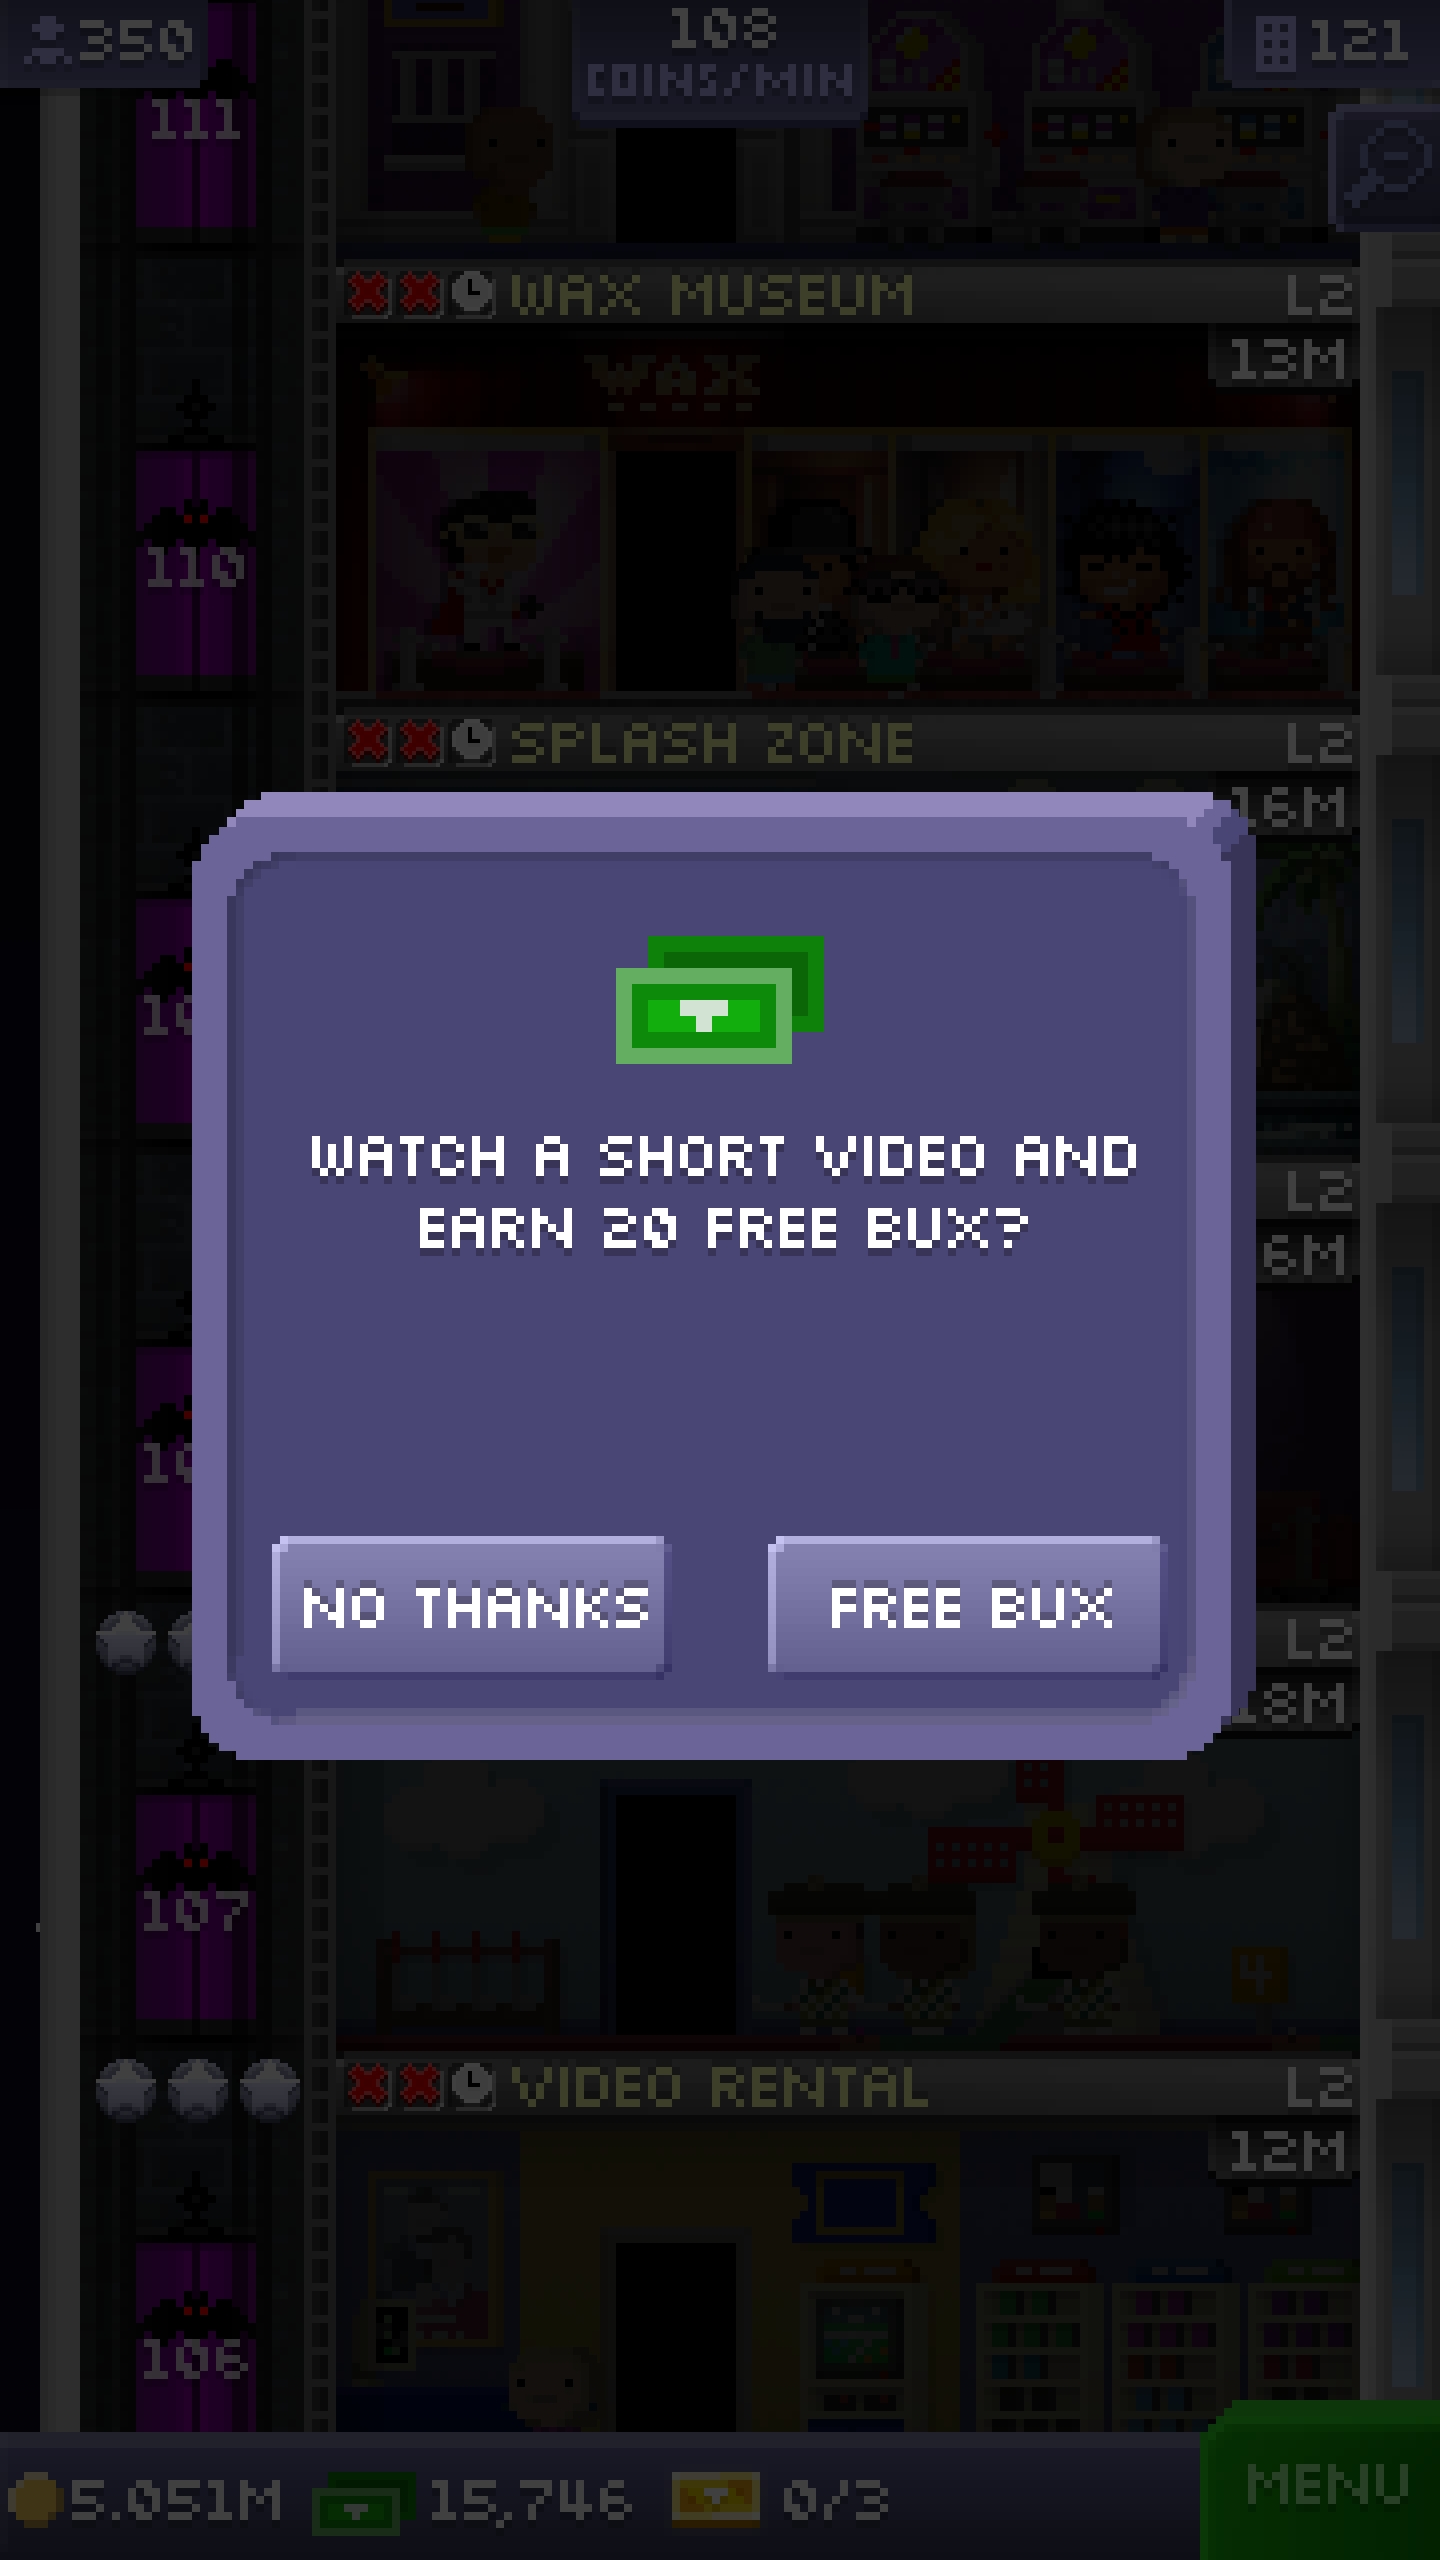 350
108
COINS/MIN
121
111
WAX MUSEUM L2
13M
WAX
110
SPLASH ZONE L2
16M
WATCH A SHORT VIDEO AND
EARN 20 FREE BUX?
L2
6M
NO THANKS FREE BUX
L2
18M
107
4
VIDEO RENTAL L2
12M
106
5.051M 15,746 0/3 MENU